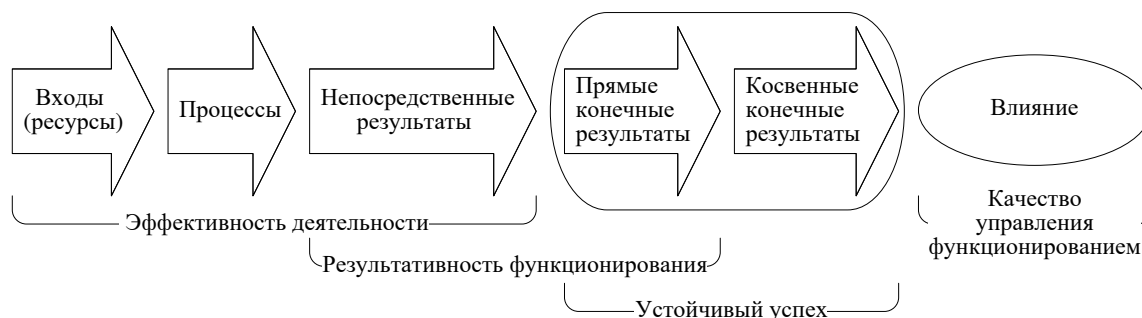 Входы
(ресурсы)
Процессы
Непосредственные
результаты
Прямые
конечные
результаты
Косвенные
конечные
результаты
Влияние
Эффективность деятельности
Результативность функционирования
Устойчивый успех
Качество
управления
функционированием